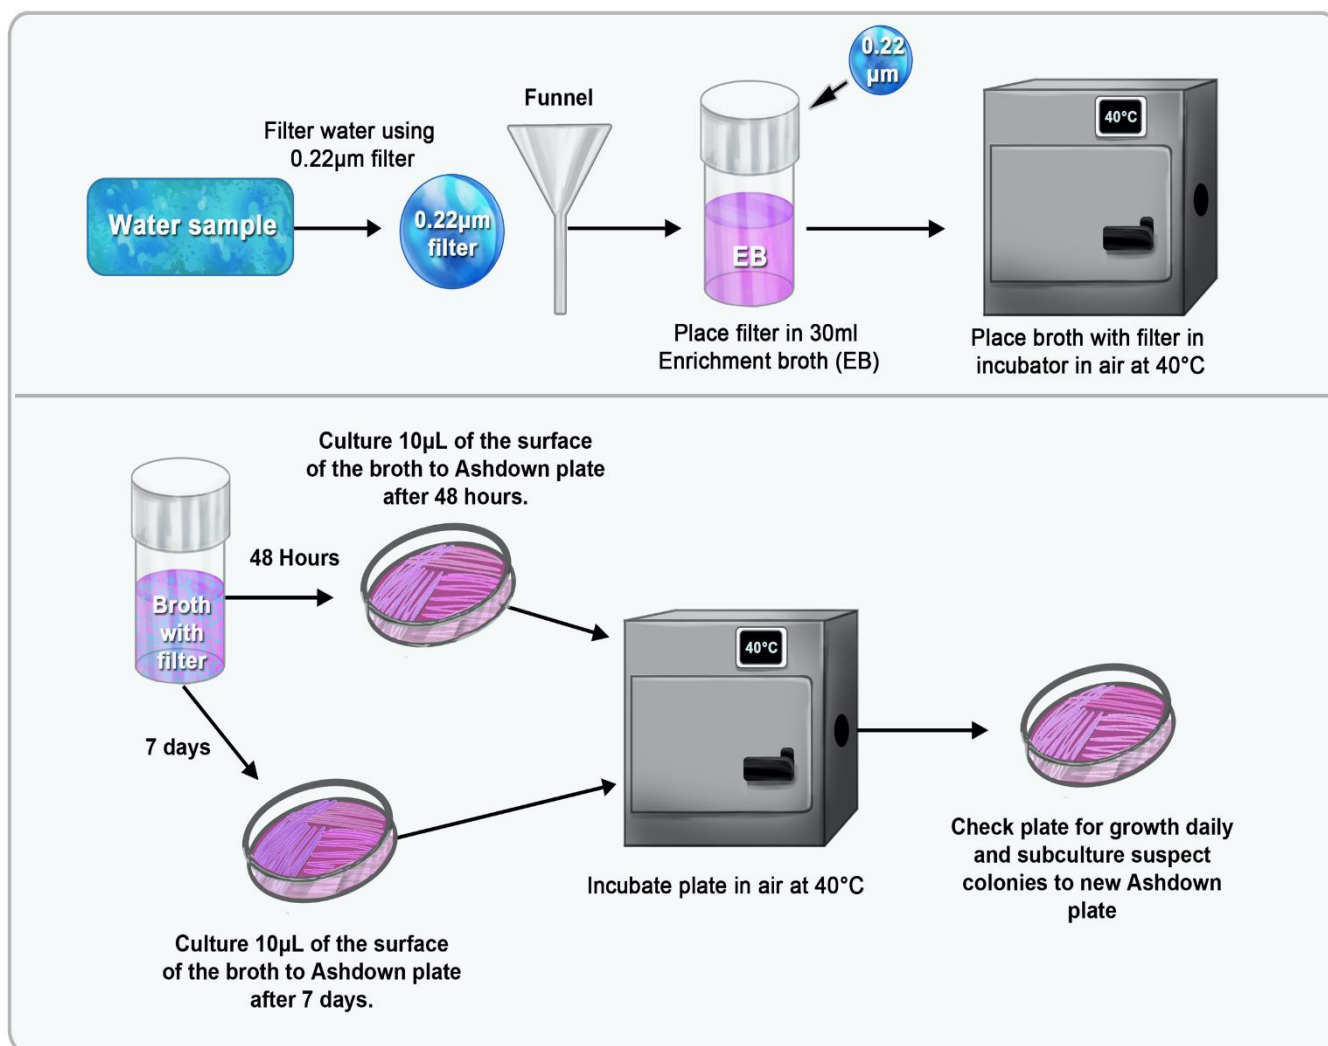 Filter water using
0.22µm filter
Water sample
0.22µm
filter
Funnel
0.22
µm
EB
Place filter in 30ml
Enrichment broth (EB)
40°C
Place broth with filter in
incubator in air at 40°C
Culture 10µL of the surface
of the broth to Ashdown plate
after 48 hours.
48 Hours
Broth
with
filter
7 days
Culture 10µL of the surface
of the broth to Ashdown plate
after 7 days.
40°C
Incubate plate in air at 40°C
Check plate for growth daily
and subculture suspect
colonies to new Ashdown
plate